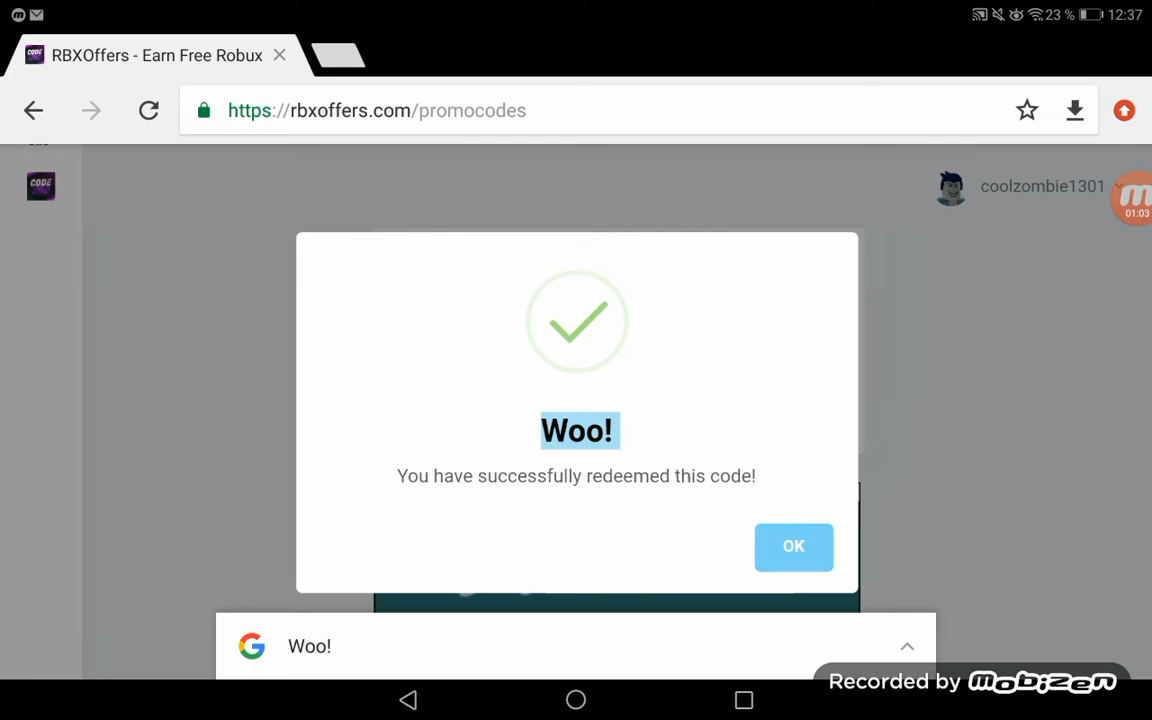 23 % 12:37
RBXOffers - Earn Free Robux
https://rbxoffers.com/promocodes
CODE
coolzombie1301
01:03
Woo!
You have successfully redeemed this code!
OK
Woo!
Recorded by mobizen